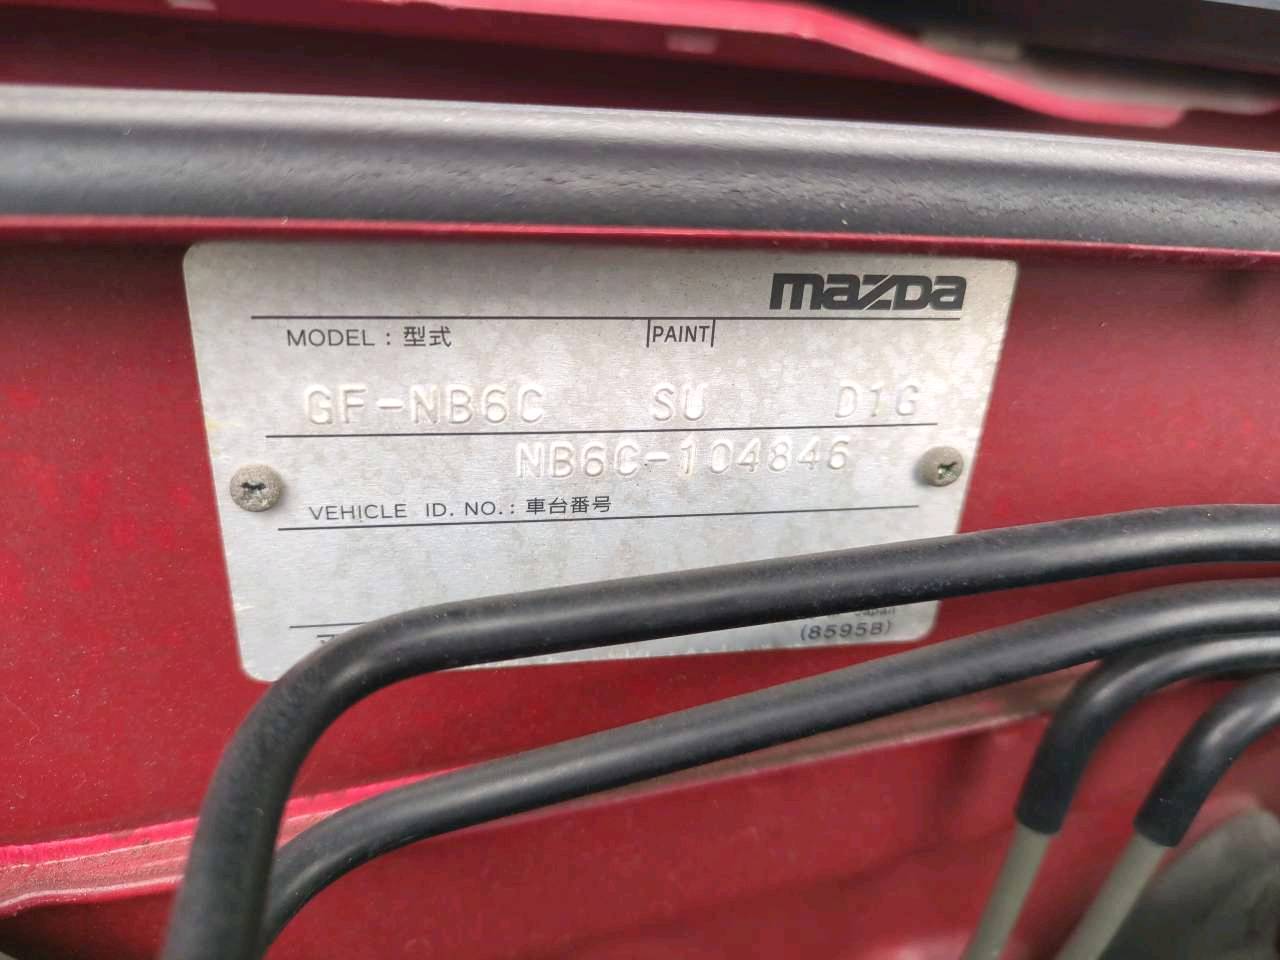 mazda
MODEL : 型式 PAINT
GF-NB6C SU D1G
NB6C-104846
VEHICLE ID. NO. : 車台番号
Japan
(8595B)